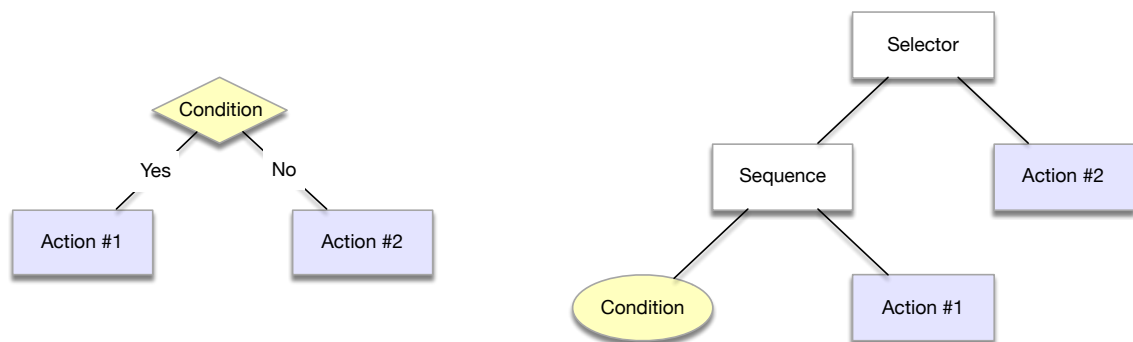 Condition
Yes
No
Action #1
Action #2
Selector
Sequence
Action #2
Condition
Action #1